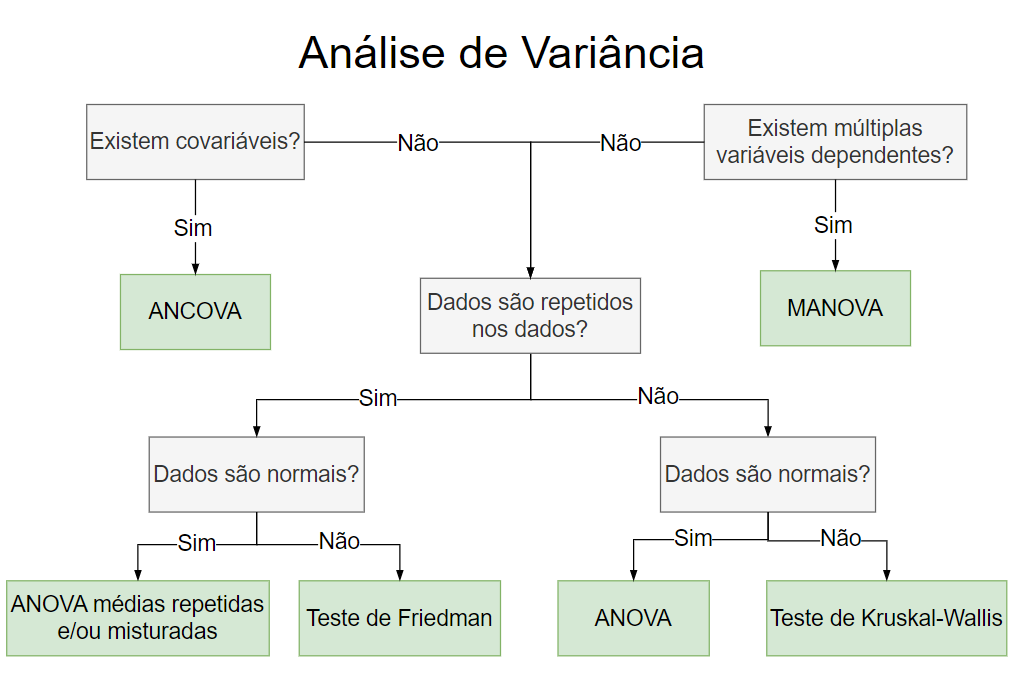 Análise de Variância
Existem covariáveis?
Não
Não
Existem múltiplas
variáveis dependentes?
Sim
Sim
ANCOVA
Dados são repetidos
nos dados?
MANOVA
Sim
Não
Dados são normais?
Dados são normais?
Sim
Não
Sim
Não
ANOVA médias repetidas
e/ou misturadas
Teste de Friedman
ANOVA
Teste de Kruskal-Wallis